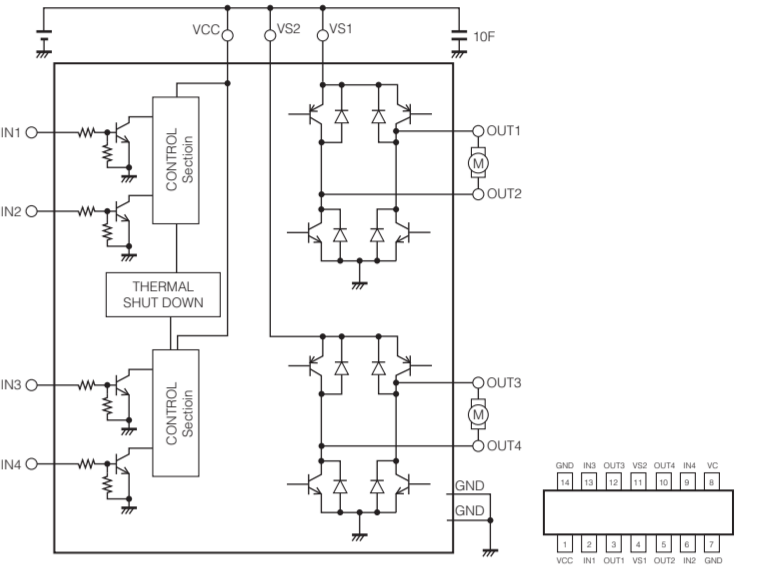 VCC VS2 VS1
10F
IN1
CONTROL
Sectioin
OUT1
M
IN2
OUT2
THERMAL
SHUT DOWN
IN3
CONTROL
Sectioin
OUT3
M
IN4
OUT4
GND
GND
GND IN3 OUT3 VS2 OUT4 IN4 VC
14 13 12 11 10 9 8
1 2 3 4 5 6 7
VCC IN1 OUT1 VS1 OUT2 IN2 GND